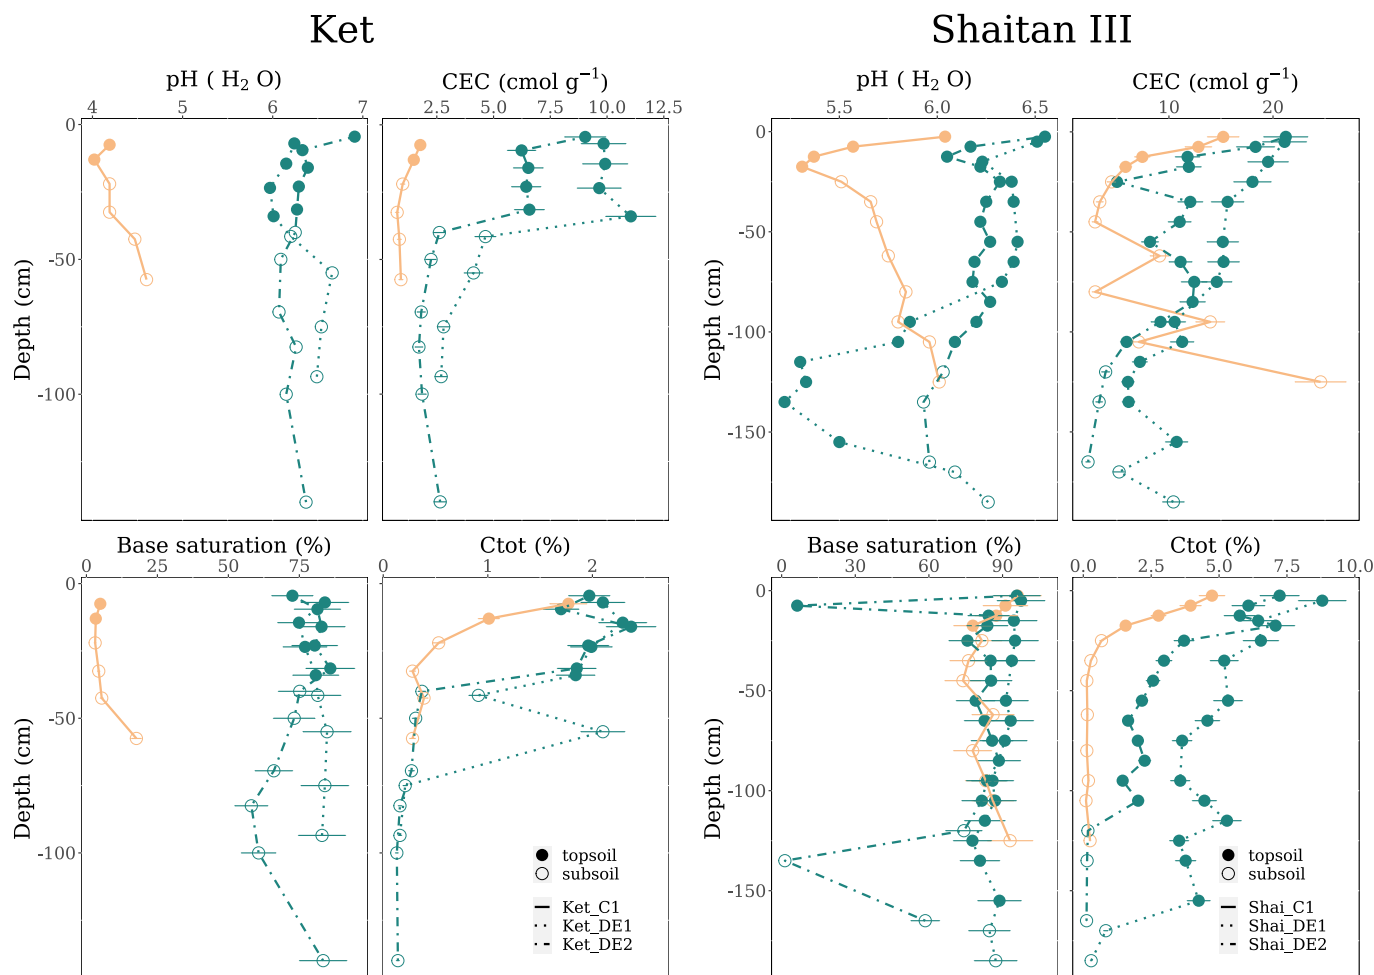 Ket
Shaitan III
pH ( H₂ O)
CEC (cmol g⁻¹)
pH ( H₂ O)
CEC (cmol g⁻¹)
4 5 6 7
2.5 5.0 7.5 10.0 12.5
5.5 6.0 6.5
10 20
0
-50
-100
Depth (cm)
0
-50
-100
-150
Depth (cm)
Base saturation (%)
Ctot (%)
Base saturation (%)
Ctot (%)
0 25 50 75
0 1 2
0 30 60 90
0.0 2.5 5.0 7.5 10.0
0
-50
-100
Depth (cm)
0
-50
-100
-150
Depth (cm)
topsoil
subsoil
Ket_C1
Ket_DE1
Ket_DE2
topsoil
subsoil
Shai_C1
Shai_DE1
Shai_DE2